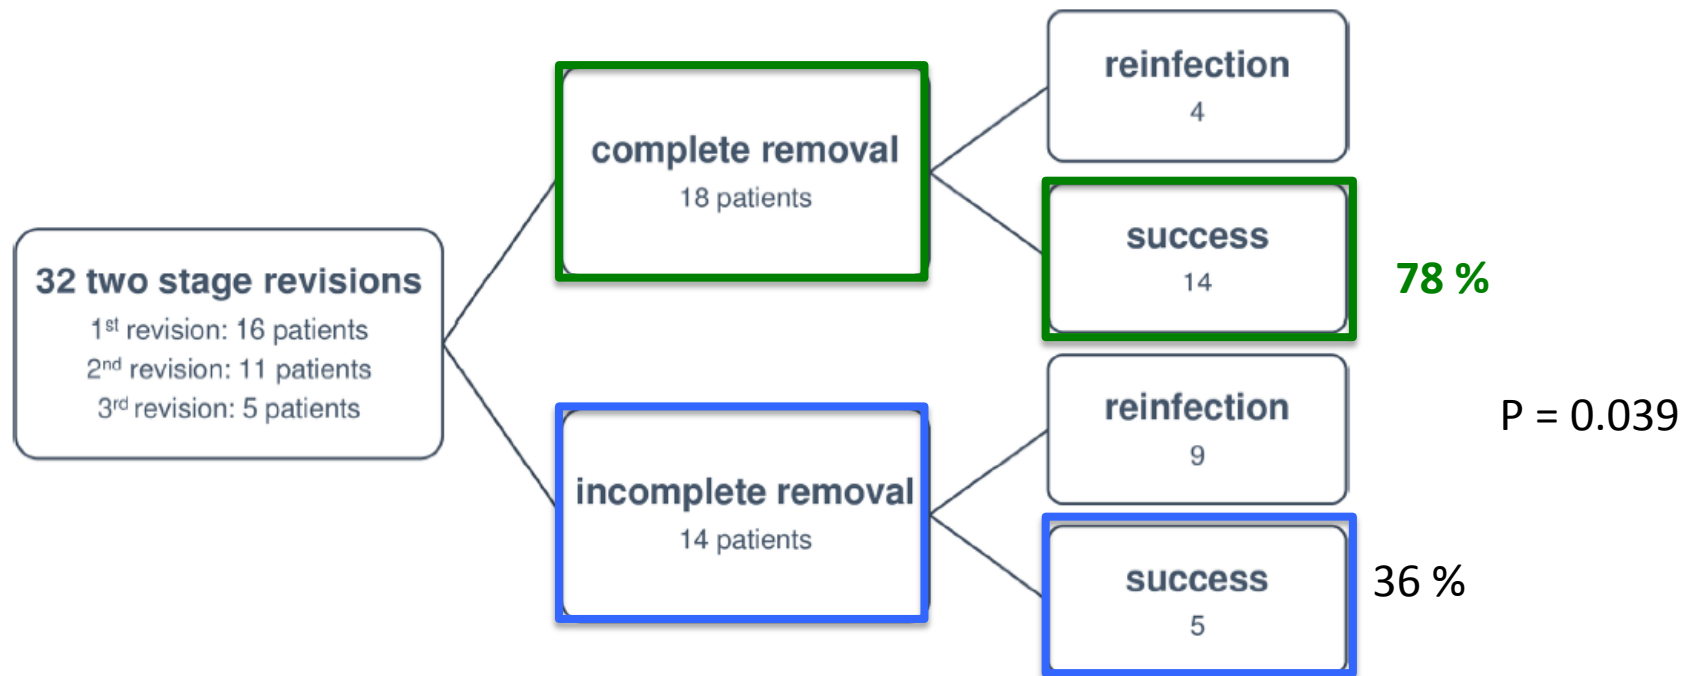 32 two stage revisions
1st revision: 16 patients
2nd revision: 11 patients
3rd revision: 5 patients
complete removal
18 patients
reinfection
4
success
14
78 %
incomplete removal
14 patients
reinfection
9
success
5
36 %
P = 0.039